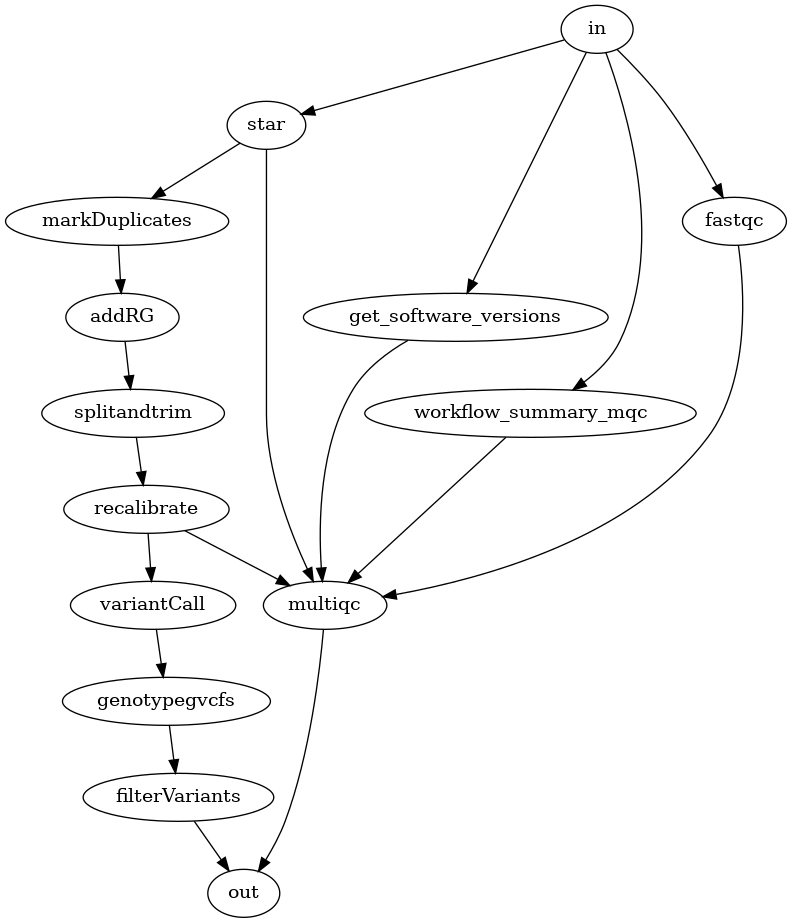 in
star
markDuplicates
fastqc
addRG
get_software_versions
splitandtrim
workflow_summary_mqc
recalibrate
variantCall
multiqc
genotypegvcfs
filterVariants
out